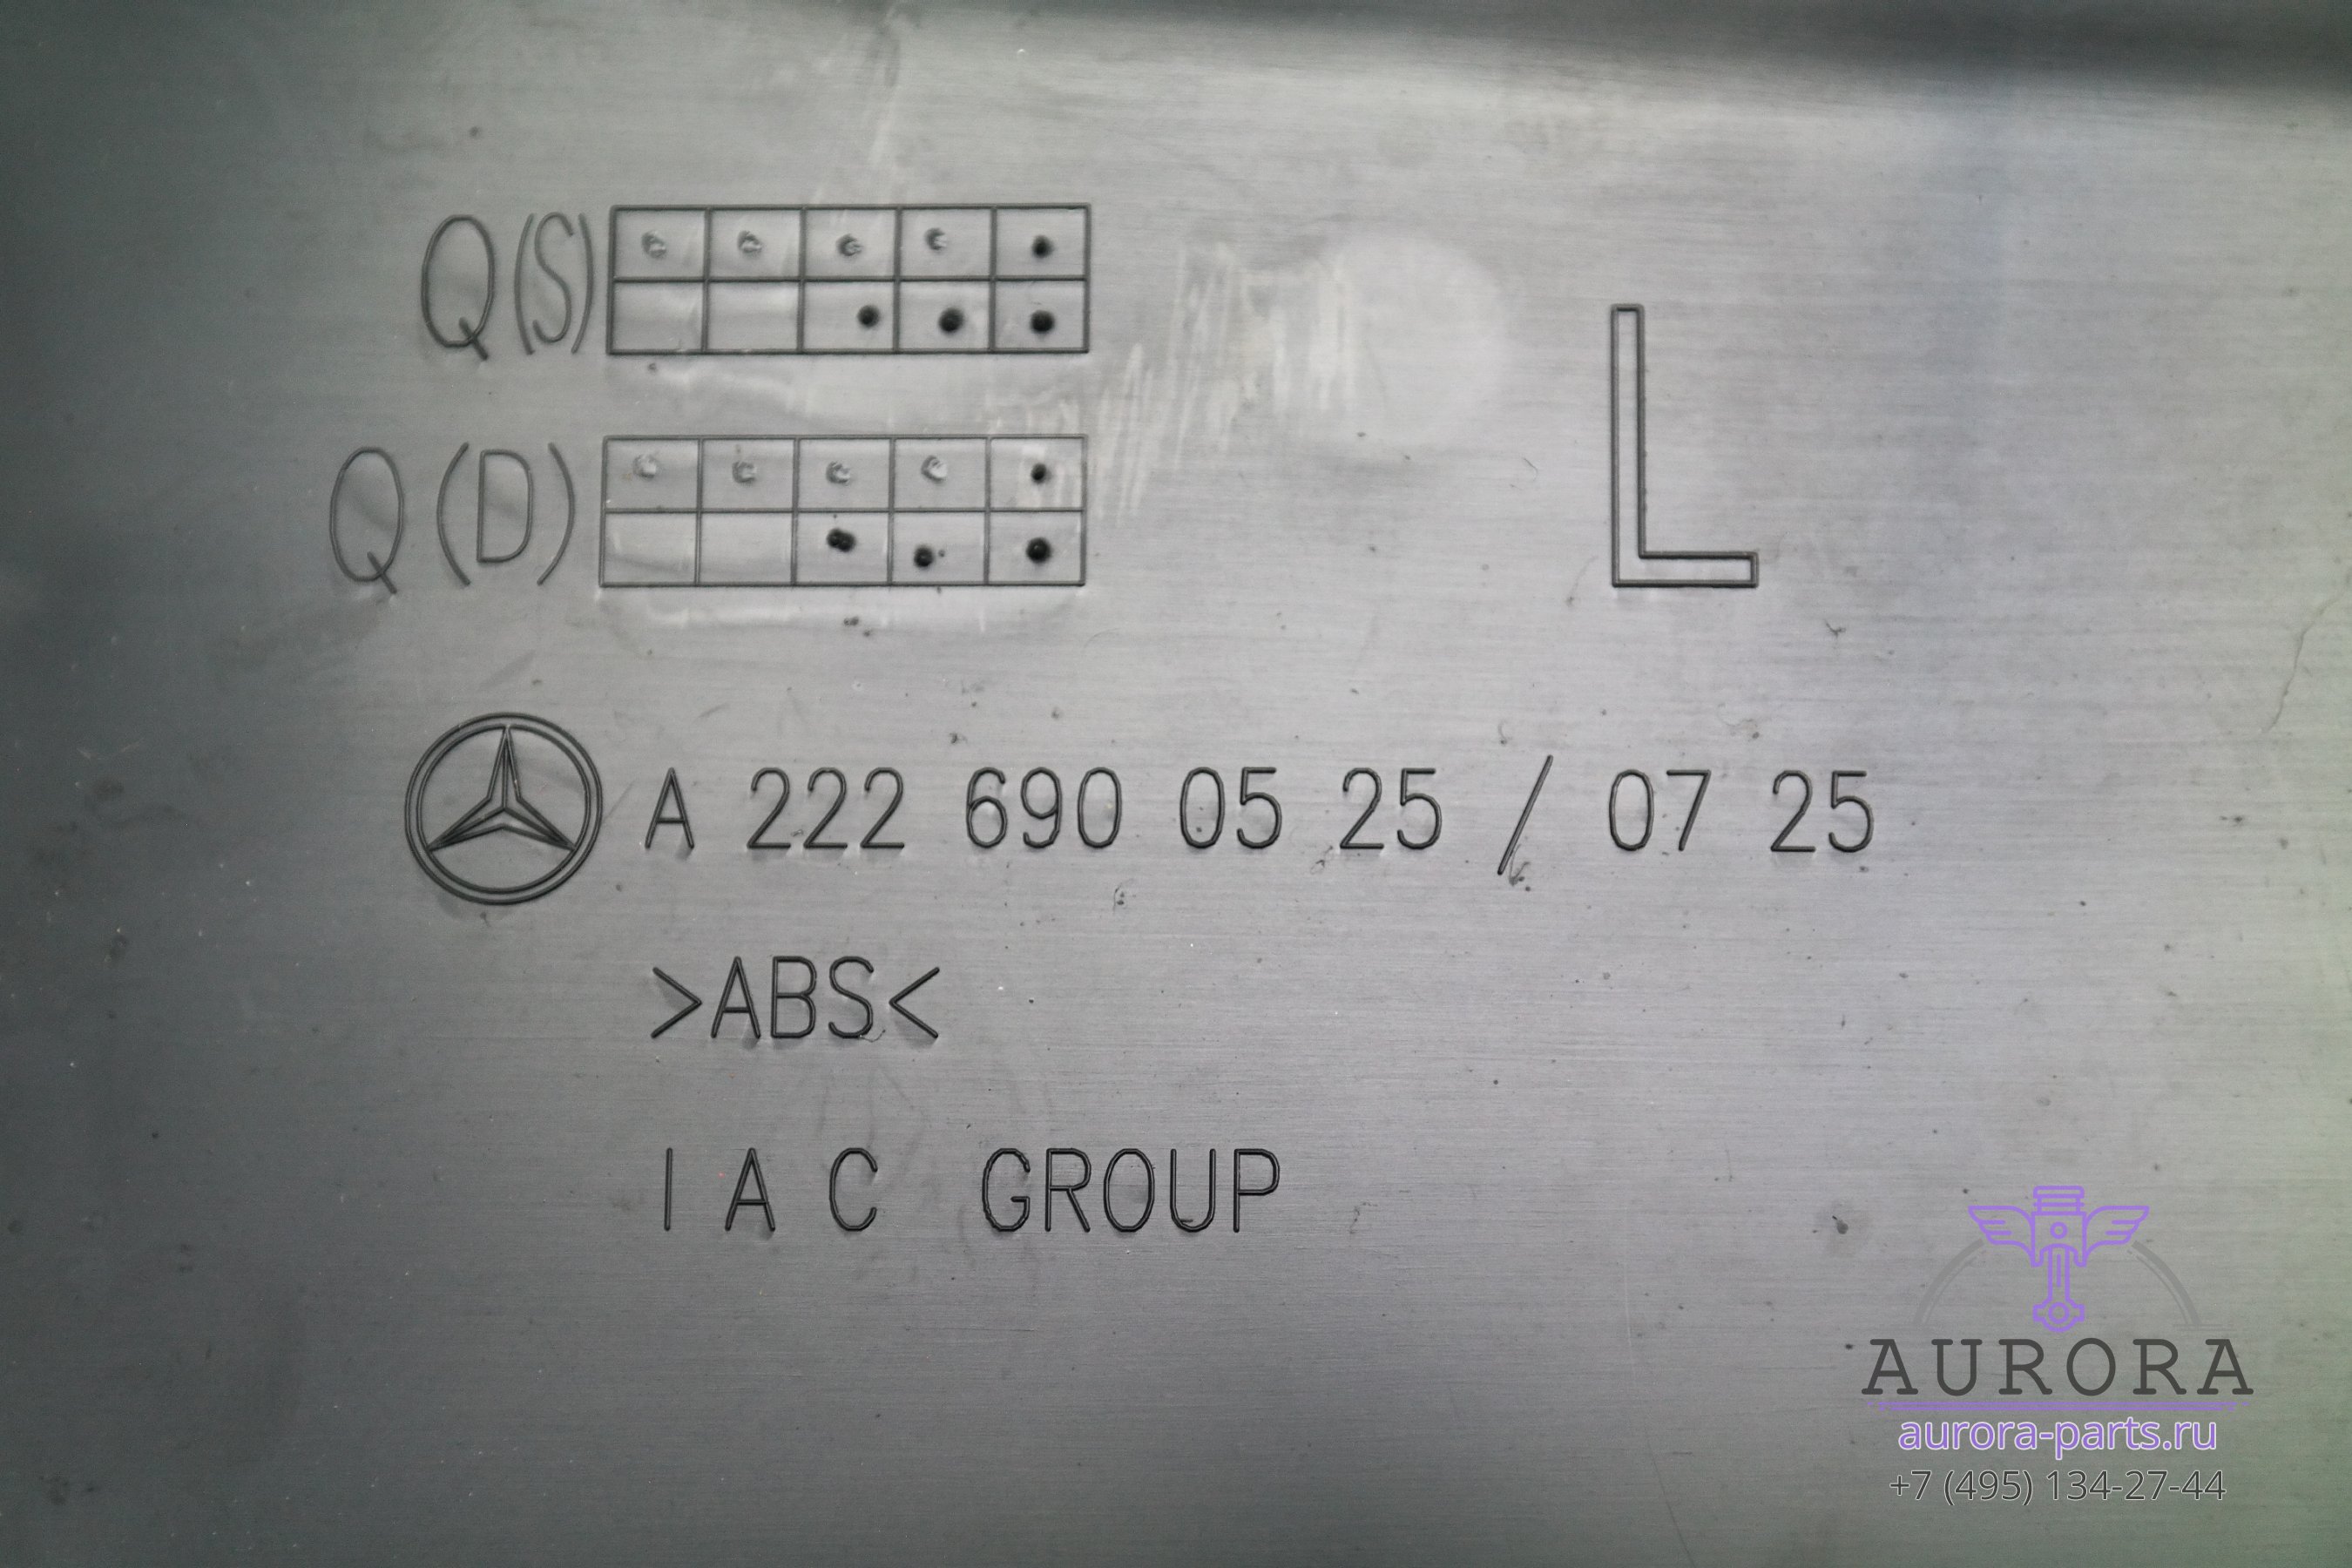 Q(S)
L
Q(D)
A 222 690 05 25 / 07 25
>ABS<
I A C GROUP
AURORA
aurora-parts.ru
+7 (495) 134-27-44